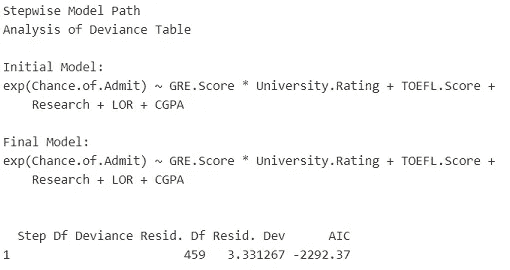 Stepwise Model Path
Analysis of Deviance Table
Initial Model:
exp(Chance.of.Admit) ~ GRE.Score * University.Rating + TOEFL.Score +
Research + LOR + CGPA
Final Model:
exp(Chance.of.Admit) ~ GRE.Score * University.Rating + TOEFL.Score +
Research + LOR + CGPA
Step Df Deviance Resid. Df Resid. Dev AIC
1 459 3.331267 -2292.37